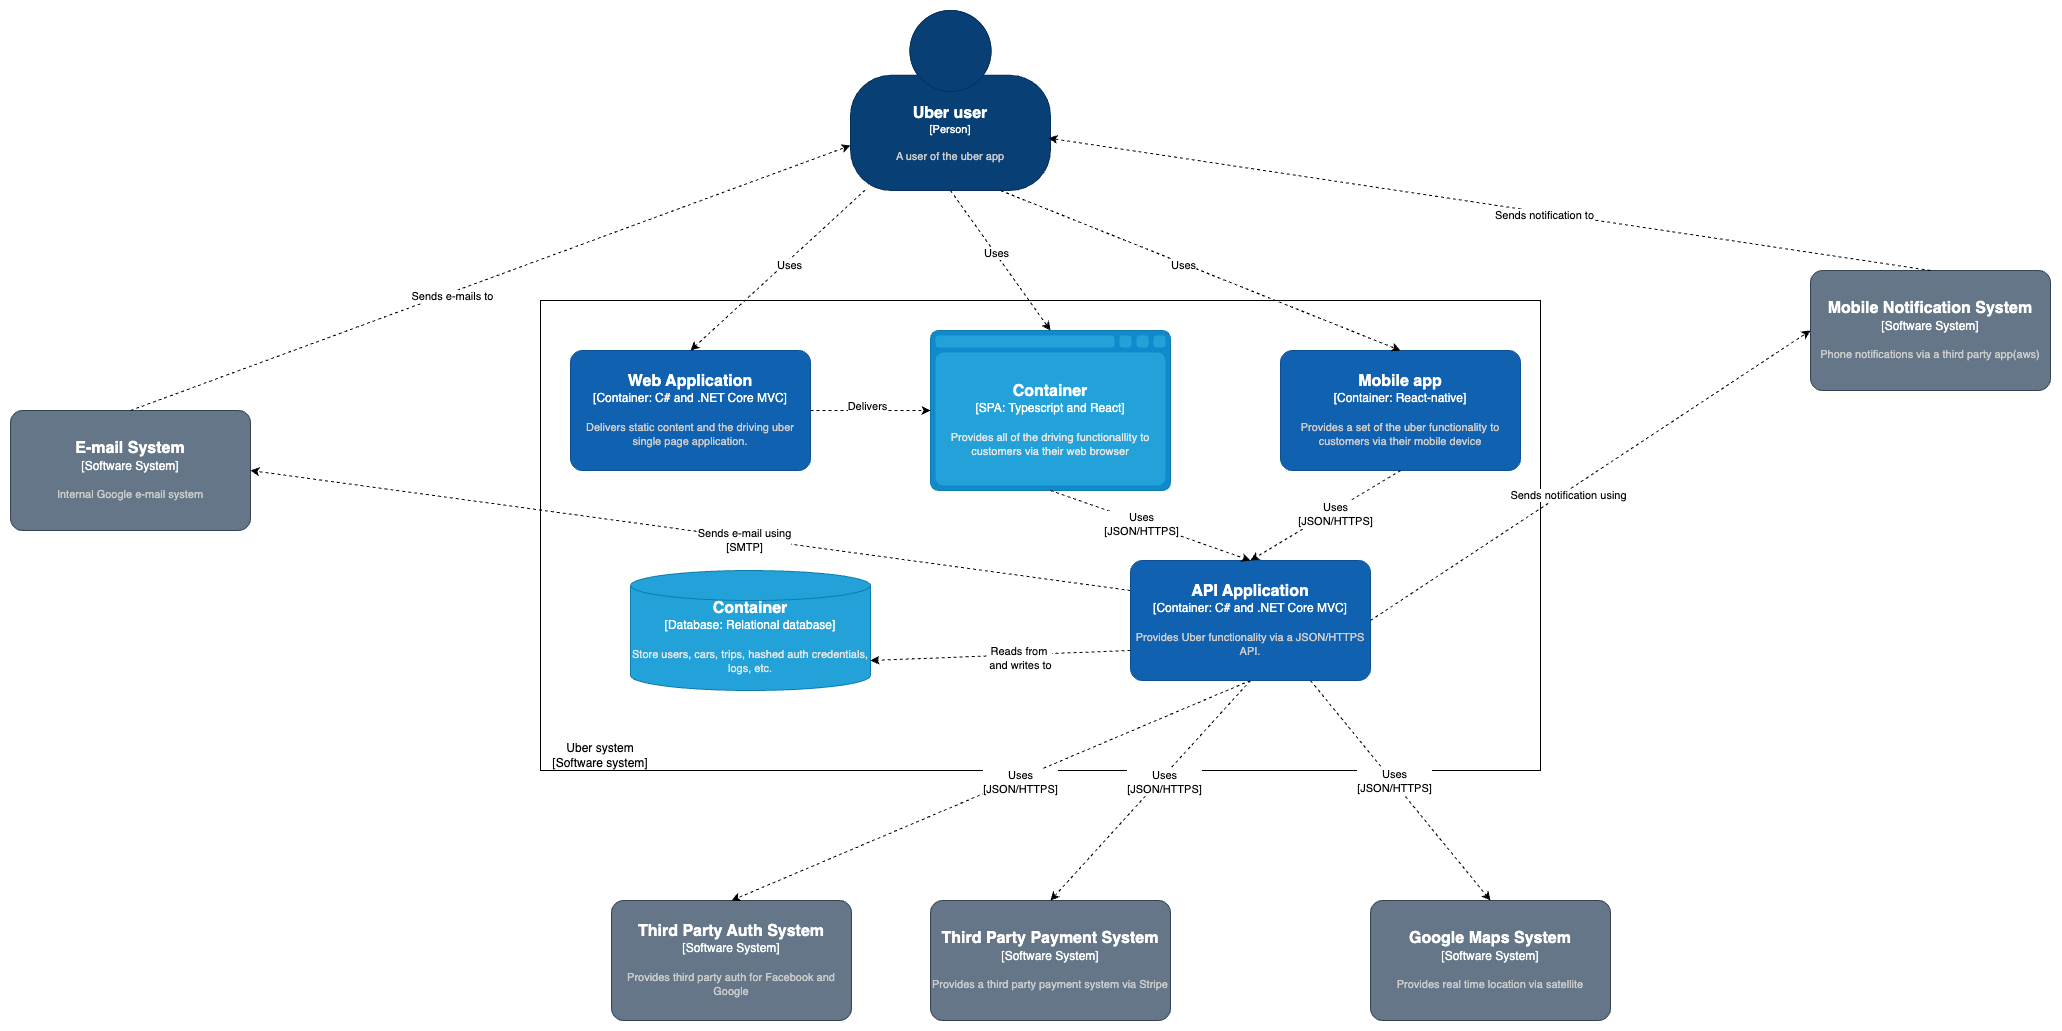 Uber user
[Person]
A user of the uber app
Sends notification to
Uses
Uses
Uses
Sends e-mails to
Mobile Notification System
[Software System]
Phone notifications via a third party app(aws)
Web Application
[Container: C# and .NET Core MVC]
Delivers static content and the driving uber
single page application.
Delivers
Container
[SPA: Typescript and React]
Provides all of the driving functionallity to
customers via their web browser
Mobile app
[Container: React-native]
Provides a set of the uber functionality to
customers via their mobile device
E-mail System
[Software System]
Internal Google e-mail system
Sends notification using
Uses
[JSON/HTTPS]
Uses
[JSON/HTTPS]
Sends e-mail using
[SMTP]
Container
[Database: Relational database]
Store users, cars, trips, hashed auth credentials,
logs, etc.
Reads from
and writes to
API Application
[Container: C# and .NET Core MVC]
Provides Uber functionality via a JSON/HTTPS
API.
Uber system
[Software system]
Uses
[JSON/HTTPS]
Uses
[JSON/HTTPS]
Uses
[JSON/HTTPS]
Third Party Auth System
[Software System]
Provides third party auth for Facebook and
Google
Third Party Payment System
[Software System]
Provides a third party payment system via Stripe
Google Maps System
[Software System]
Provides real time location via satellite